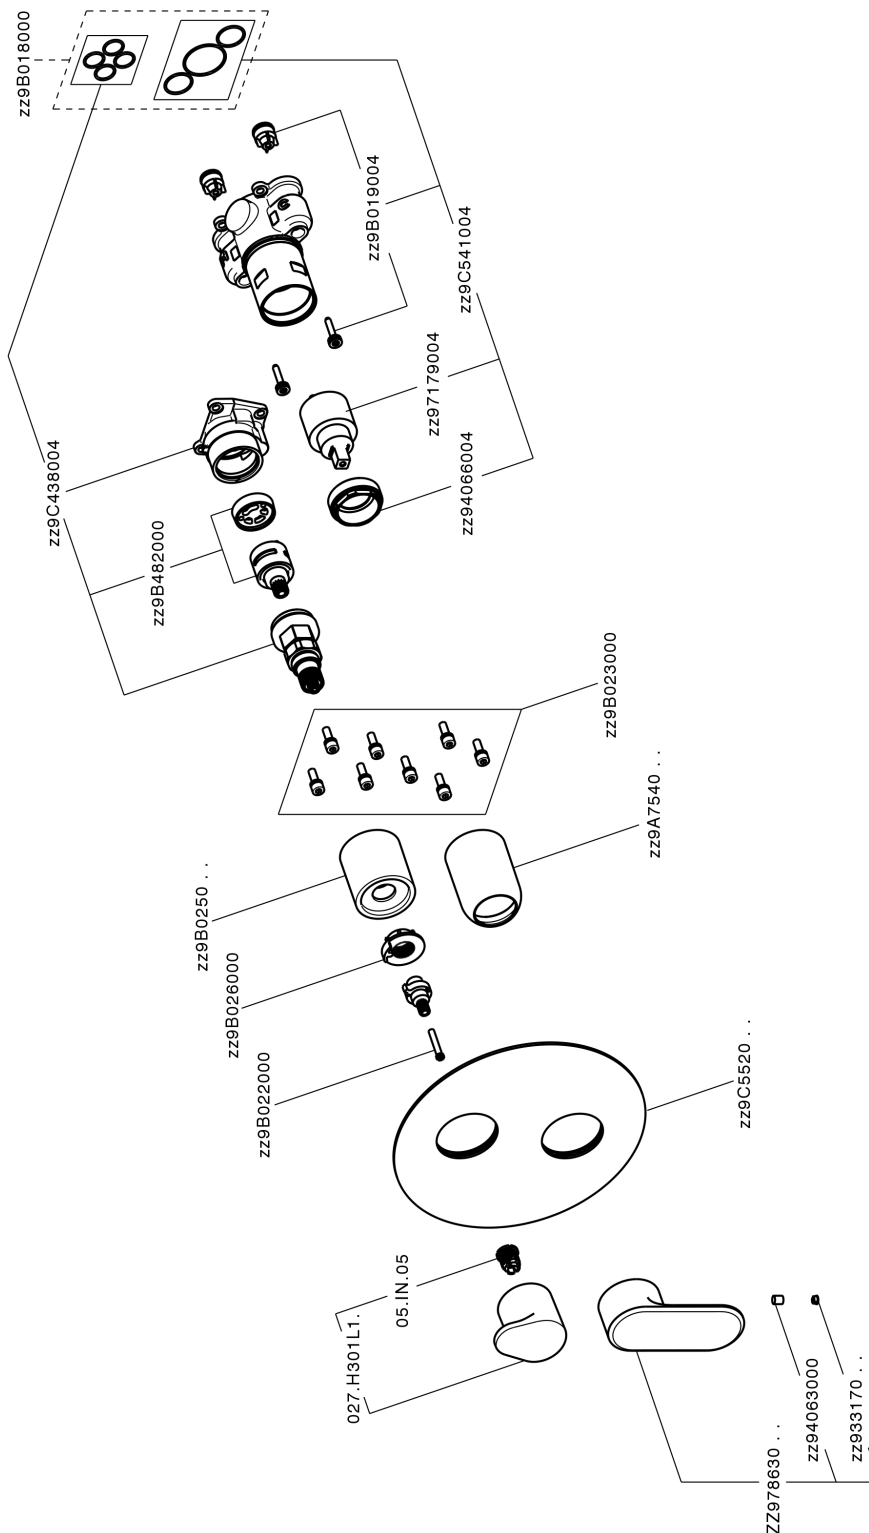 zz9B018000
zz9B019004
zz9C541004
zz97179004
zz94066004
zz9C438004
zz9B482000
zz9B023000
zz9A7540 . .
zz9B0250 . .
zz9B026000
zz9B022000
zz9C5520 . .
05.IN.05
027.H301L1.
zz94063000
zz933170 . .
ZZ978630 . .